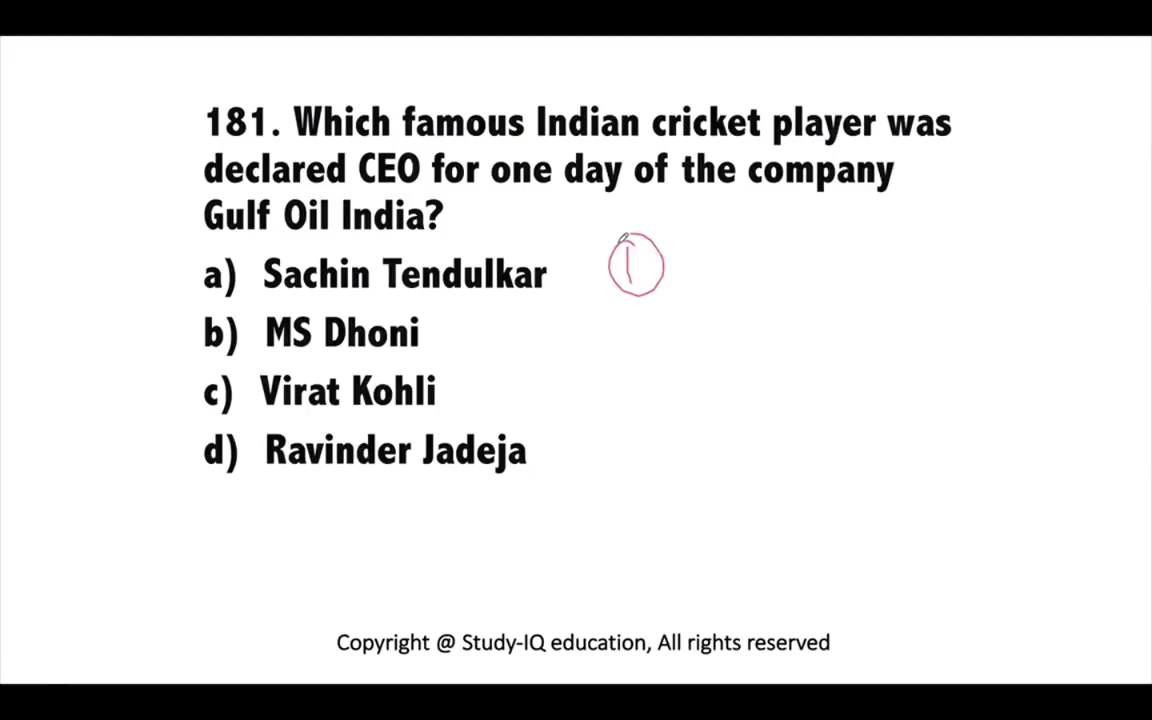 181. Which famous Indian cricket player was
declared CEO for one day of the company
Gulf Oil India?
a) Sachin Tendulkar
b) MS Dhoni
c) Virat Kohli
d) Ravinder Jadeja
Copyright @ Study-IQ education, All rights reserved